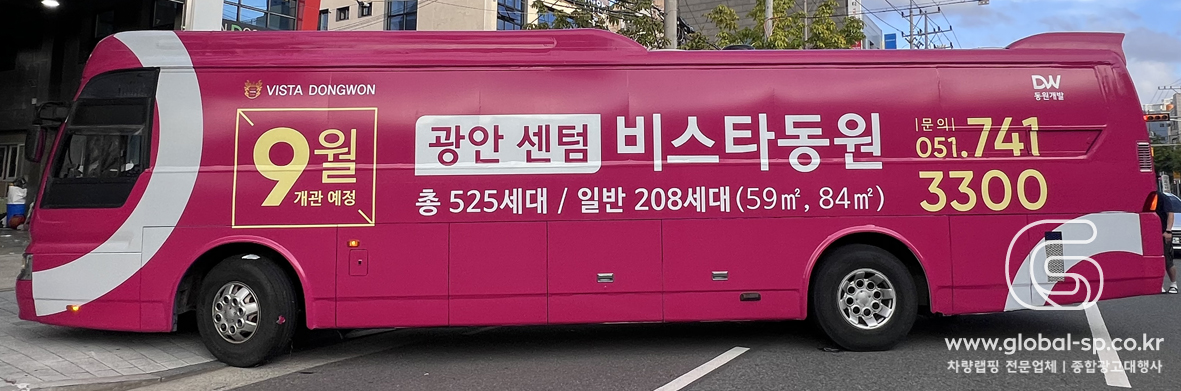 VISTA DONGWON
9월
개관 예정
광안 센텀 비스타동원
총 525세대 / 일반 208세대(59㎡, 84㎡)
DW
동원개발
|문의|
051.741
3300
www.global-sp.co.kr
차량랩핑 전문업체 | 종합광고대행사